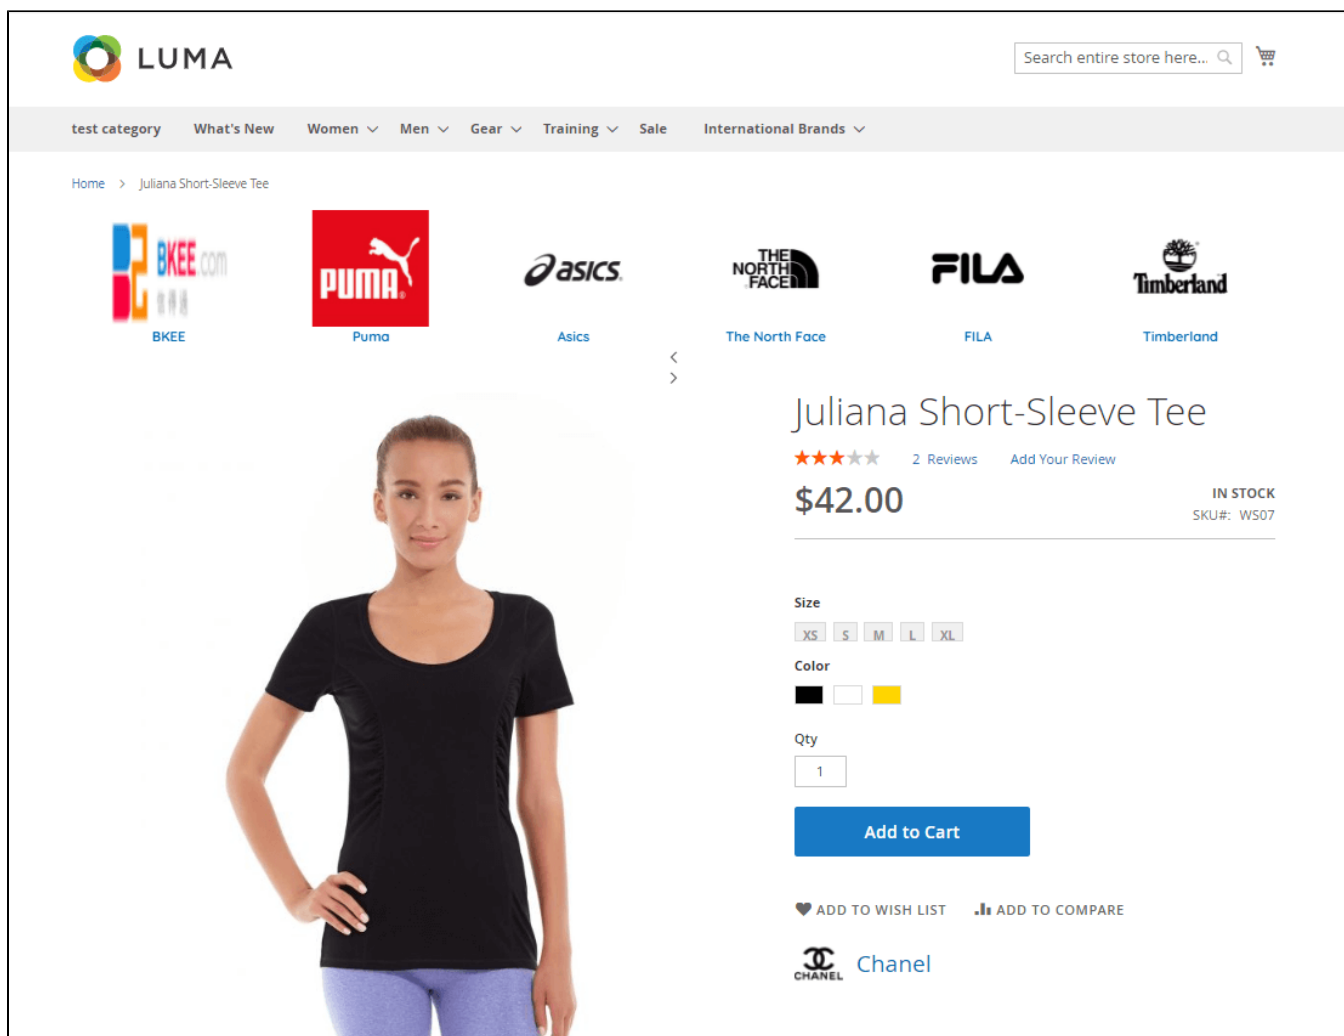 LUMA
Search entire store here...
test category What's New Women Men Gear Training Sale International Brands
Home > Juliana Short-Sleeve Tee
BKEE.com
PUMA
asics
THE NORTH FACE
FILA
Timberland
BKEE Puma Asics The North Face FILA Timberland
Juliana Short-Sleeve Tee
2 Reviews Add Your Review
$42.00
IN STOCK
SKU#: WS07
Size
XS S M L XL
Color
Qty
1
Add to Cart
ADD TO WISH LIST ADD TO COMPARE
CHANEL Chanel